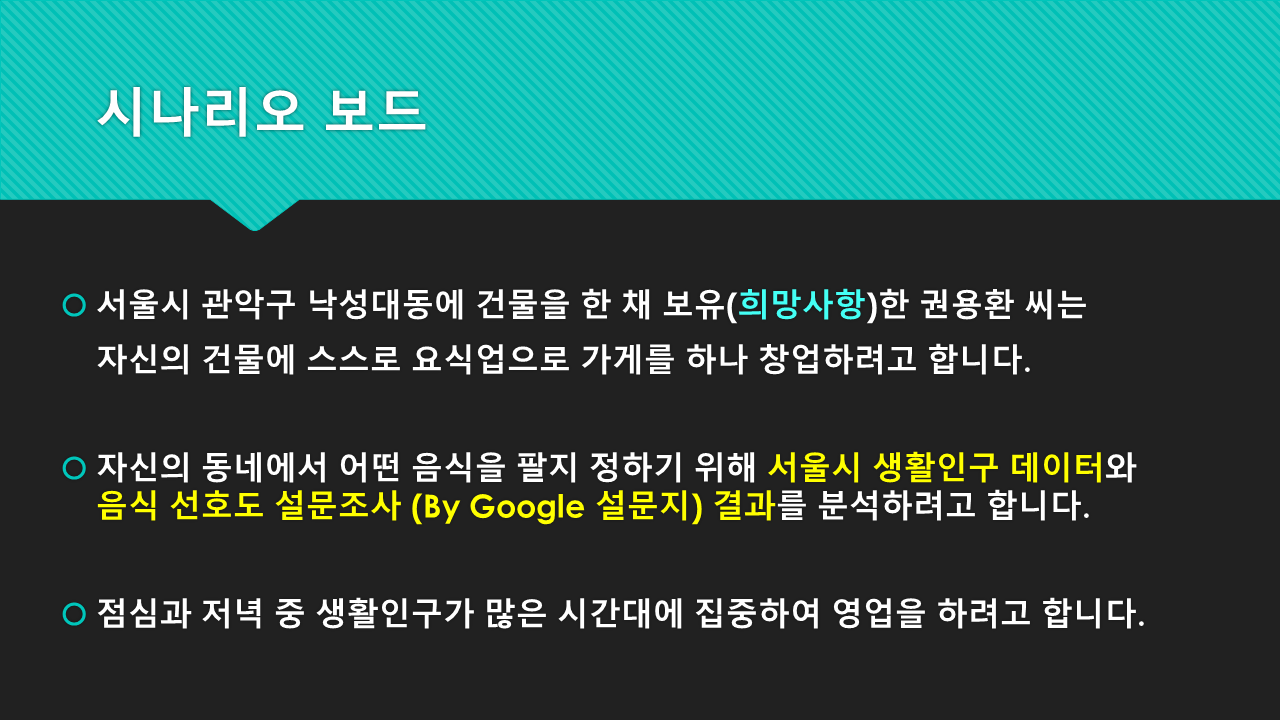 시나리오 보드
서울시 관악구 낙성대동에 건물을 한 채 보유(희망사항)한 권용환 씨는
자신의 건물에 스스로 요식업으로 가게를 하나 창업하려고 합니다.
자신의 동네에서 어떤 음식을 팔지 정하기 위해 서울시 생활인구 데이터와
음식 선호도 설문조사 (By Google 설문지) 결과를 분석하려고 합니다.
점심과 저녁 중 생활인구가 많은 시간대에 집중하여 영업을 하려고 합니다.